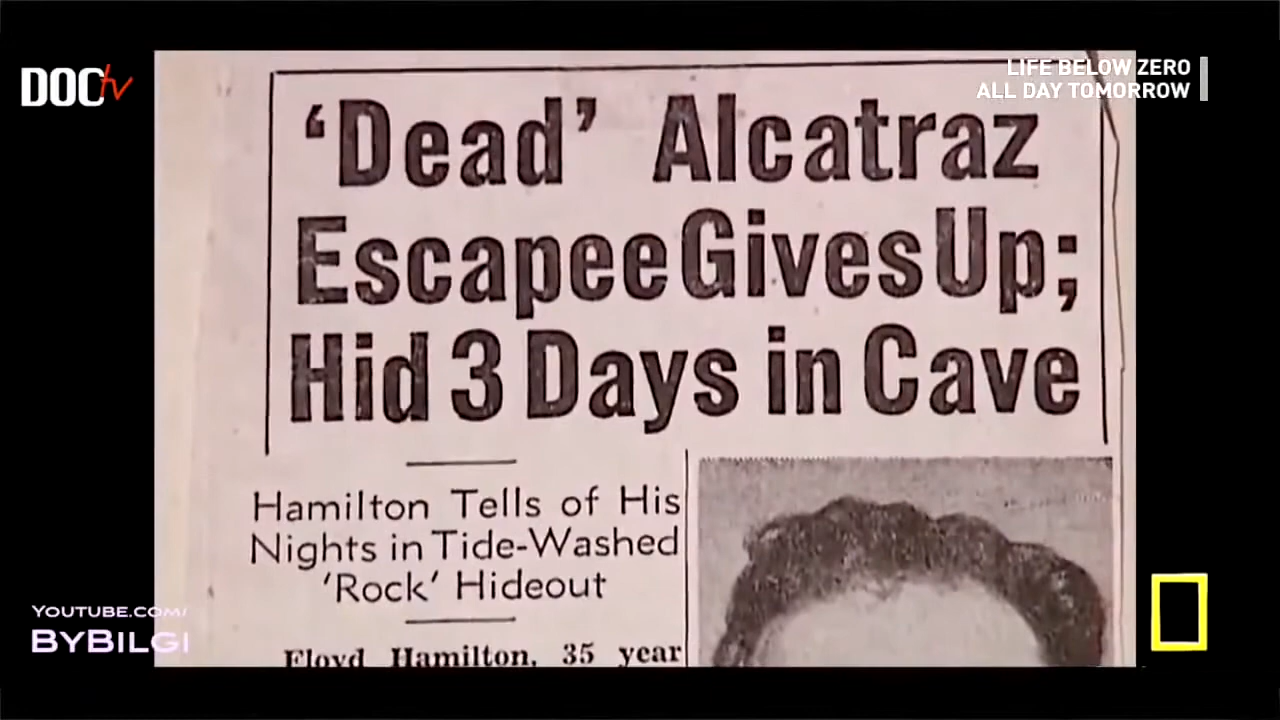 DOCtv
LIFE BELOW ZERO
ALL DAY TOMORROW
‘Dead’ Alcatraz
Escapee Gives Up;
Hid 3 Days in Cave
Hamilton Tells of His
Nights in Tide-Washed
‘Rock’ Hideout
Floyd Hamilton, 35 year
YOUTUBE.COM/
BYBILGI